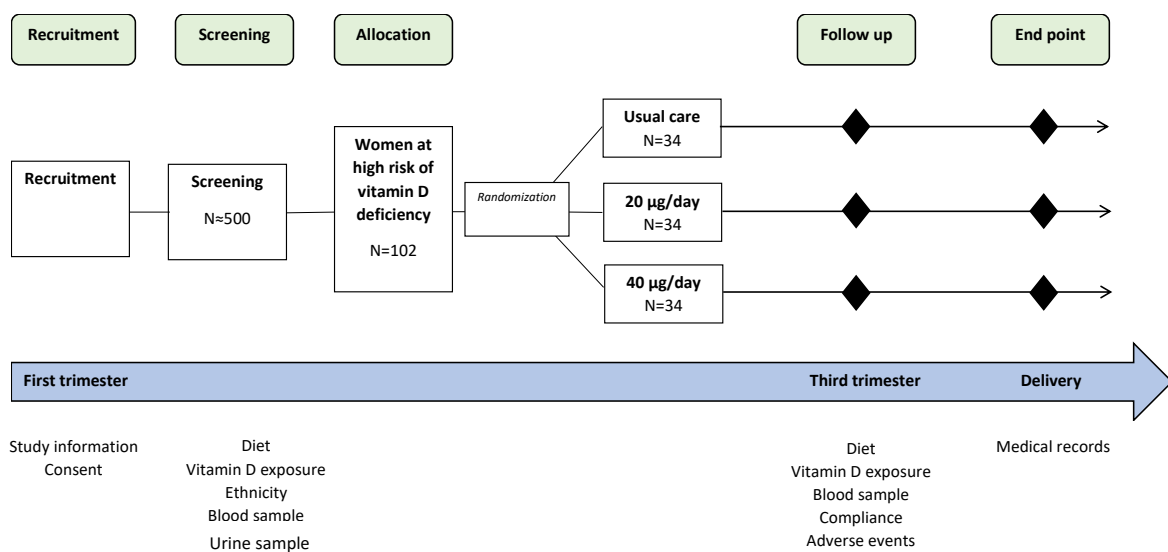 Recruitment
Screening
Allocation
Follow up
End point
Recruitment
Screening
N≈500
Women at
high risk of
vitamin D
deficiency
N=102
Randomization
Usual care
N=34
20 µg/day
N=34
40 µg/day
N=34
First trimester
Third trimester
Delivery
Study information
Consent
Diet
Vitamin D exposure
Ethnicity
Blood sample
Urine sample
Diet
Vitamin D exposure
Blood sample
Compliance
Adverse events
Medical records